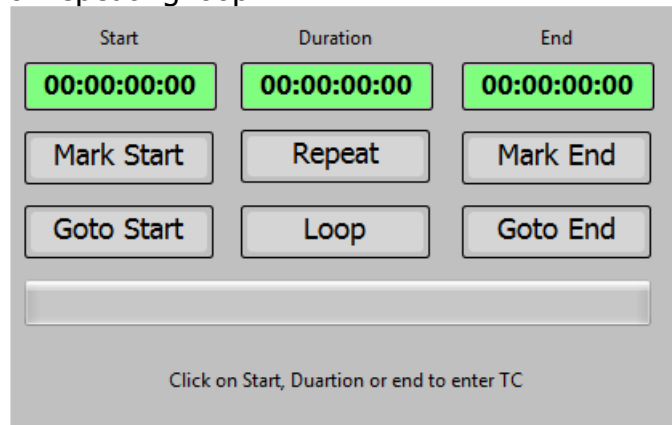 Start Duration End
00:00:00:00 00:00:00:00 00:00:00:00
Mark Start Repeat Mark End
Goto Start Loop Goto End
Click on Start, Duartion or end to enter TC